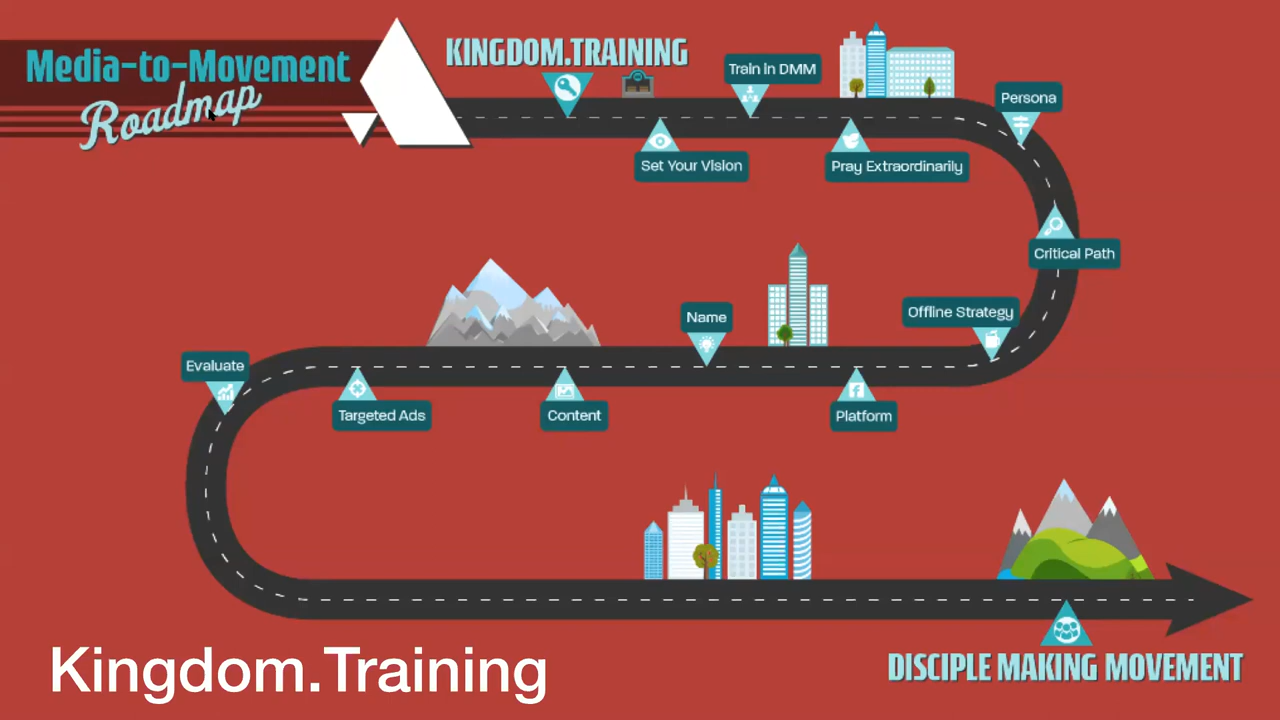 Media-to-Movement
Roadmap
KINGDOM.TRAINING
Train in DMM
Set Your Vision
Pray Extraordinarily
Persona
Critical Path
Offline Strategy
Name
Platform
Content
Targeted Ads
Evaluate
DISCIPLE MAKING MOVEMENT
Kingdom.Training